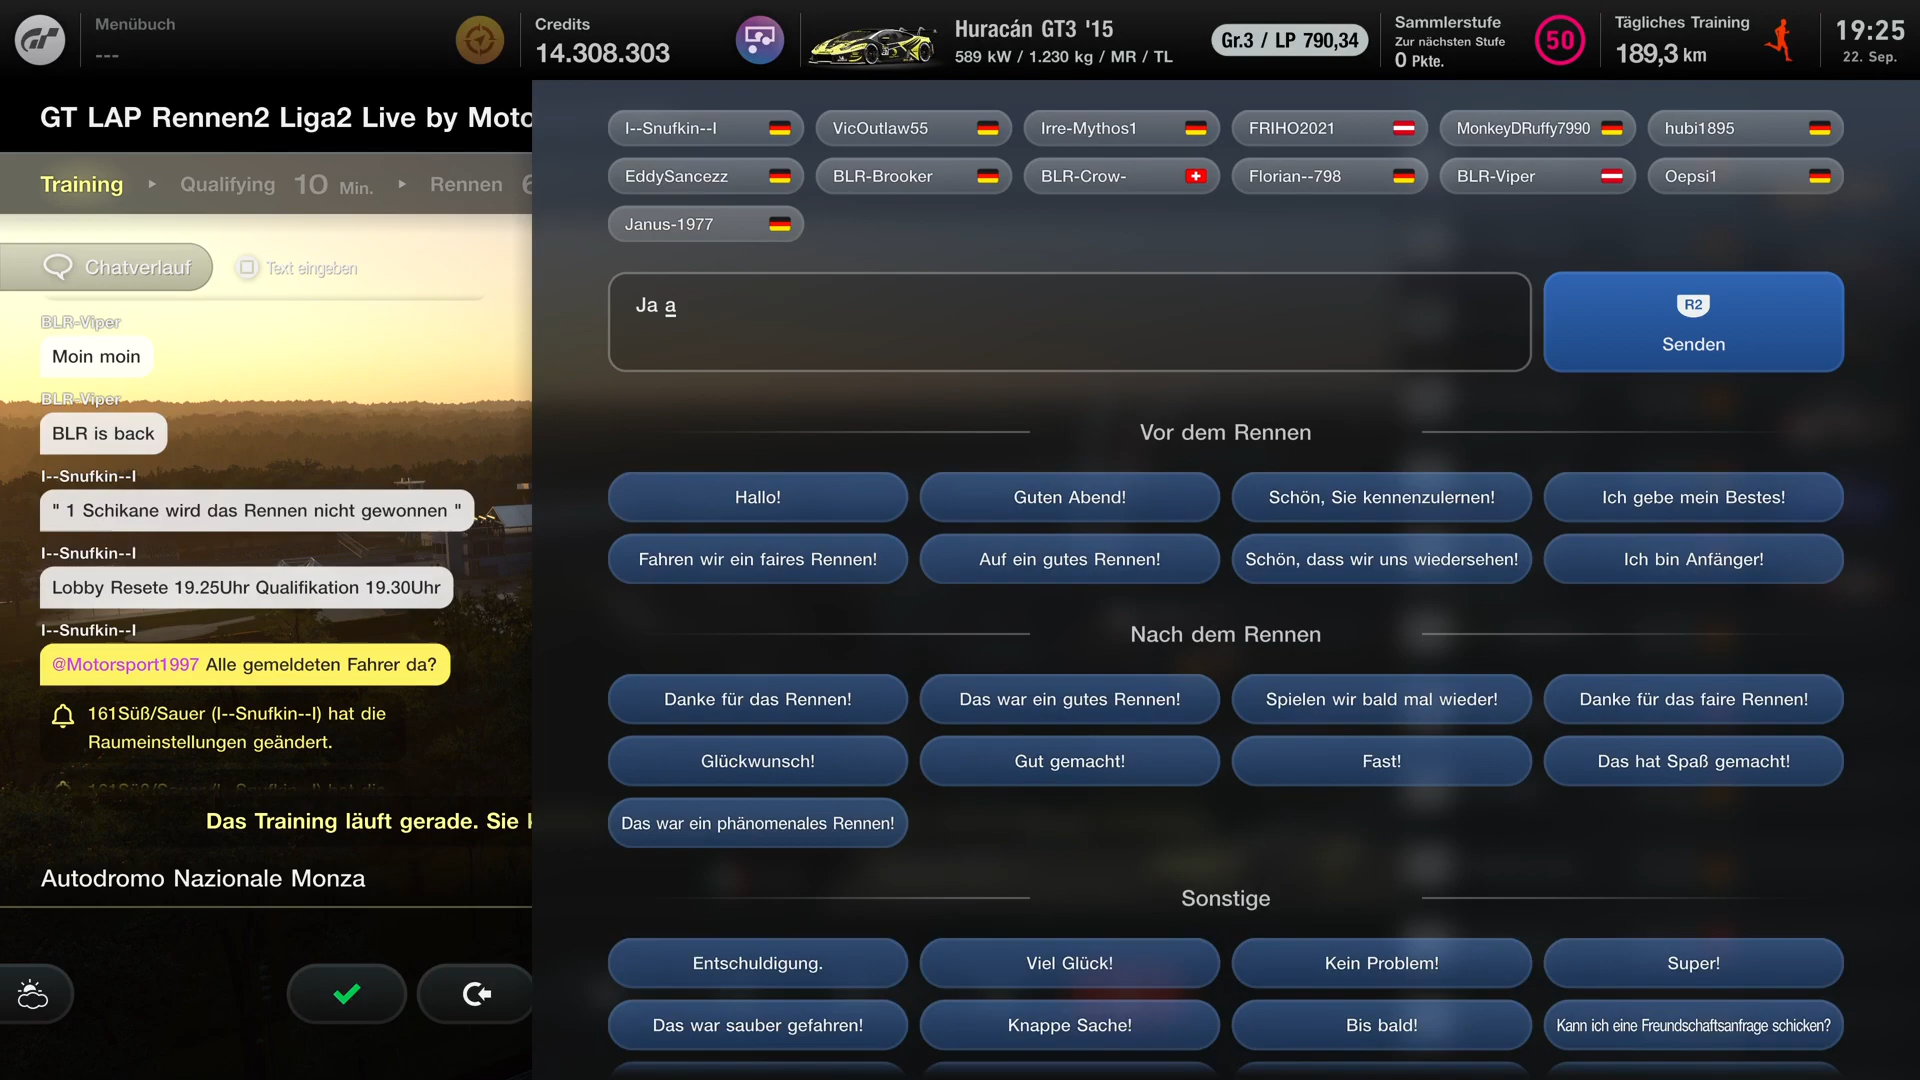 Menübuch
---
Credits
14.308.303
Huracán GT3 '15
589 kW / 1.230 kg / MR / TL
Gr.3 / LP 790,34
Sammlerstufe
Zur nächsten Stufe
0 Pkte.
50
Tägliches Training
189,3 km
19:25
22. Sep.
GT LAP Rennen2 Liga2 Live by Moto
Training
Qualifying 10 Min.
Rennen 6
Chatverlauf
Text eingeben
BLR-Viper
Moin moin
BLR-Viper
BLR is back
I--Snufkin--I
" 1 Schikane wird das Rennen nicht gewonnen "
I--Snufkin--I
Lobby Resete 19.25Uhr Qualifikation 19.30Uhr
I--Snufkin--I
@Motorsport1997 Alle gemeldeten Fahrer da?
161Süß/Sauer (I--Snufkin--I) hat die
Raumeinstellungen geändert.
161Süß/Sauer (I--Snufkin--I) hat die
Das Training läuft gerade. Sie k
Autodromo Nazionale Monza
I--Snufkin--I
VicOutlaw55
Irre-Mythos1
FRIHO2021
MonkeyDRuffy7990
hubi1895
EddySancezz
BLR-Brooker
BLR-Crow-
Florian--798
BLR-Viper
Oepsi1
Janus-1977
Ja a
R2
Senden
Vor dem Rennen
Hallo!
Guten Abend!
Schön, Sie kennenzulernen!
Ich gebe mein Bestes!
Fahren wir ein faires Rennen!
Auf ein gutes Rennen!
Schön, dass wir uns wiedersehen!
Ich bin Anfänger!
Nach dem Rennen
Danke für das Rennen!
Das war ein gutes Rennen!
Spielen wir bald mal wieder!
Danke für das faire Rennen!
Glückwunsch!
Gut gemacht!
Fast!
Das hat Spaß gemacht!
Das war ein phänomenales Rennen!
Sonstige
Entschuldigung.
Viel Glück!
Kein Problem!
Super!
Das war sauber gefahren!
Knappe Sache!
Bis bald!
Kann ich eine Freundschaftsanfrage schicken?